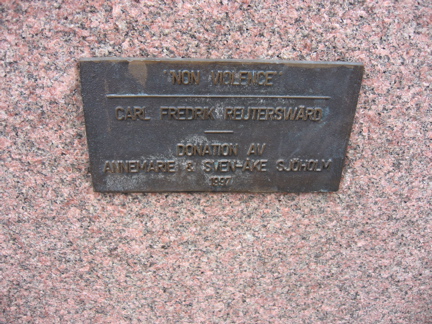 "NON VIOLENCE"
CARL FREDRIK REUTERSWÄRD
DONATION AV
ANNEMARIE & SVEN-ÅKE SJÖHOLM
1997